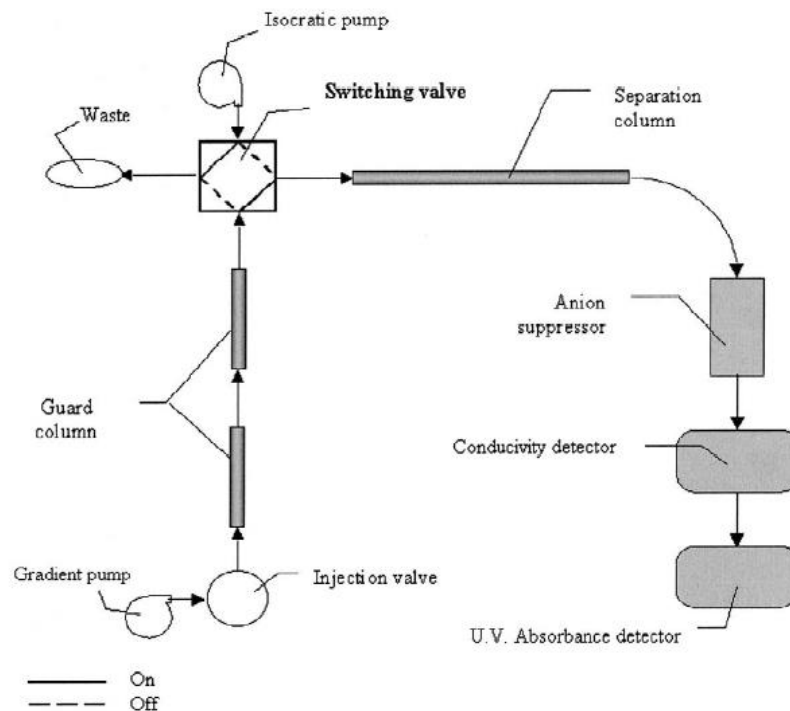 Isocratic pump
Switching valve
Waste
Separation
column
Anion
suppressor
Guard
column
Conducivity detector
Gradient pump
Injection valve
U.V. Absorbance detector
On
Off